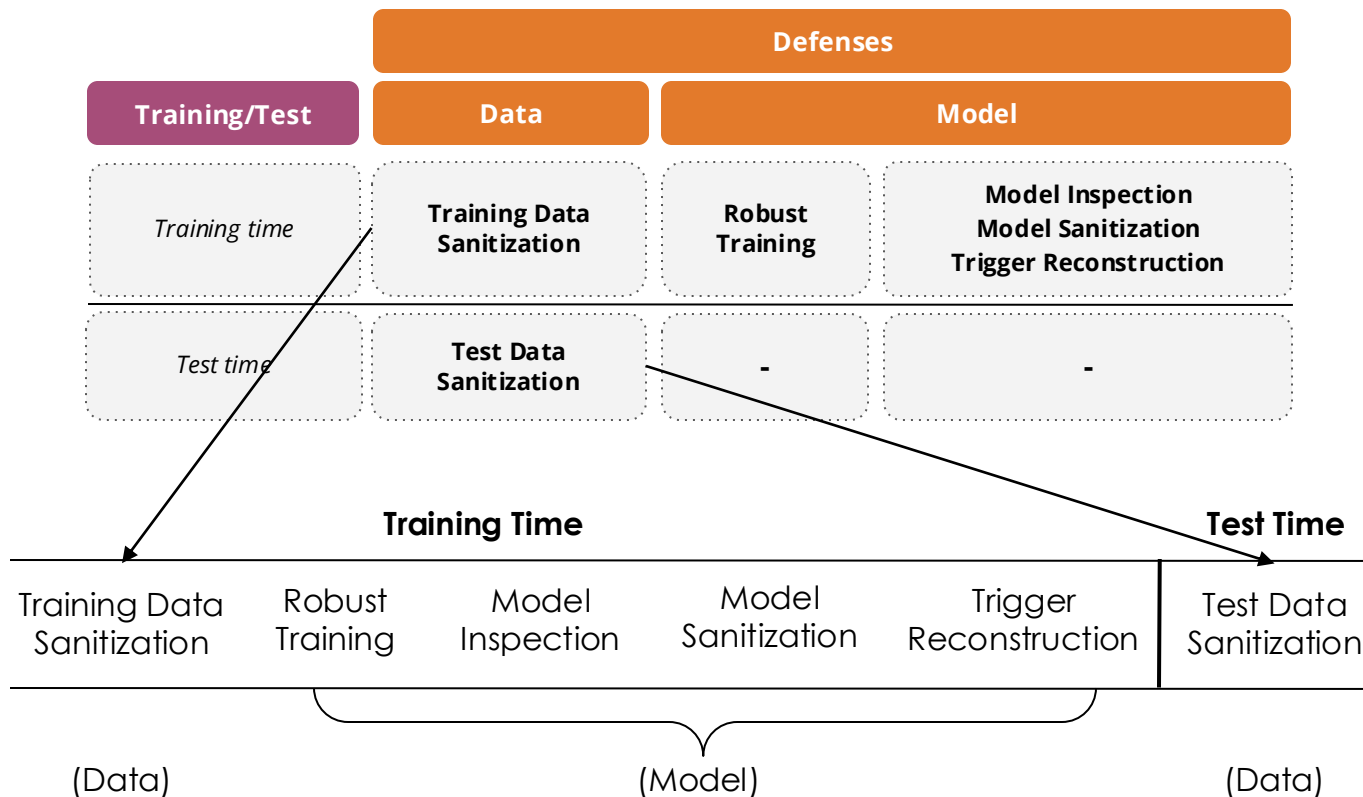 Defenses
Training/Test
Data
Model
Training time
Training Data
Sanitization
Robust
Training
Model Inspection
Model Sanitization
Trigger Reconstruction
Test time
Test Data
Sanitization
-
-
Training Time
Test Time
Training Data
Sanitization
Robust
Training
Model
Inspection
Model
Sanitization
Trigger
Reconstruction
Test Data
Sanitization
(Data)
(Model)
(Data)